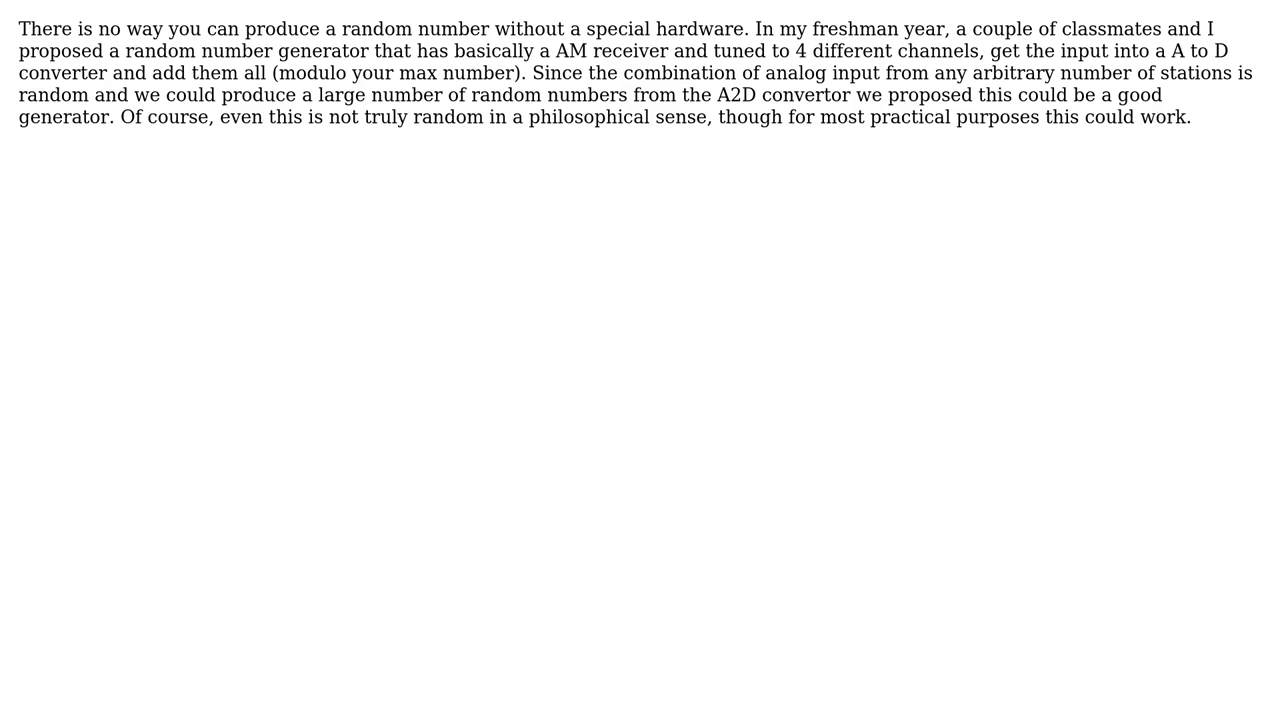 There is no way you can produce a random number without a special hardware. In my freshman year, a couple of classmates and I
proposed a random number generator that has basically a AM receiver and tuned to 4 different channels, get the input into a A to D
converter and add them all (modulo your max number). Since the combination of analog input from any arbitrary number of stations is
random and we could produce a large number of random numbers from the A2D convertor we proposed this could be a good
generator. Of course, even this is not truly random in a philosophical sense, though for most practical purposes this could work.